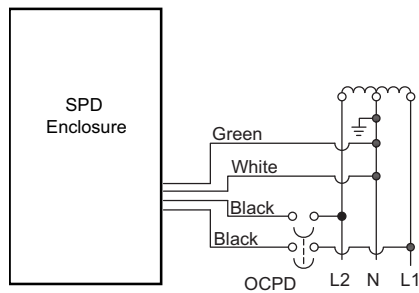 SPD
Enclosure
Green
White
Black
Black
OCPD
L2 N L1